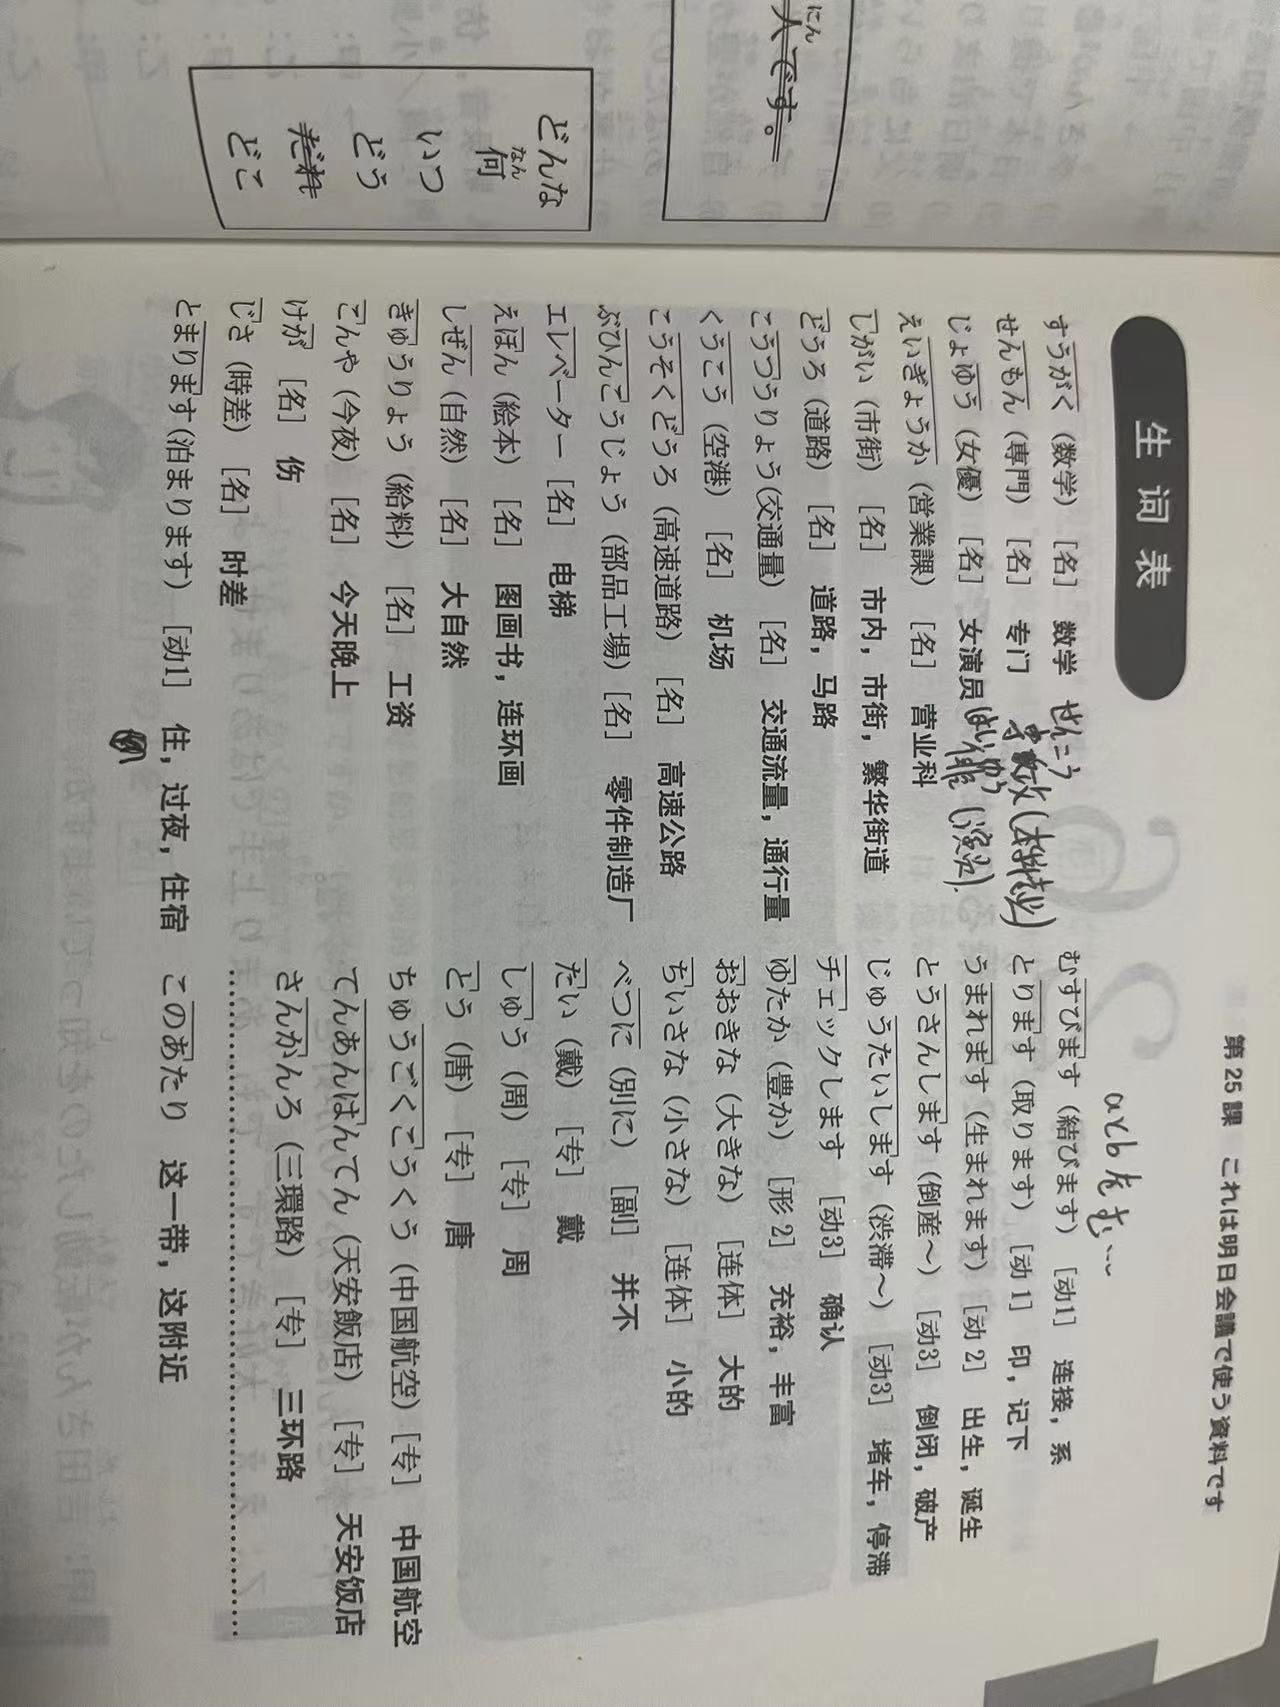 第25課 これは明日会議で使う資料です
生词表
すうがく（数学）［名］ 数学 せんこう
せんもん（専門）［名］ 专门
じょゆう（女優）［名］ 女演员 はいゆう 俳 (演员).
えいぎょうか（営業課）［名］ 营业科
しがい（市街）［名］ 市内，市街，繁华街道
どうろ（道路）［名］ 道路，马路
こうつうりょう(交通量）［名］ 交通流量，通行量
くうこう（空港）［名］ 机场
こうそくどうろ（高速道路）［名］ 高速公路
ぶひんこうじょう（部品工場）［名］ 零件制造厂
エレベーター［名］ 电梯
えほん（絵本）［名］ 图画书，连环画
しぜん（自然）［名］ 大自然
きゅうりょう（給料）［名］ 工资
こんや（今夜）［名］ 今天晚上
けが［名］ 伤
じさ（時差）［名］ 时差
とまります(泊まります）［动1］ 住，过夜，住宿
aとbをむ…
むすびます（結びます）［动1］ 连接，系
とります（取ります）［动1］ 印，记下
うまれます（生まれます）［动2］ 出生，诞生
とうさんします（倒産～）［动3］ 倒闭，破产
じゅうたいします（渋滞～）［动3］ 堵车，停滞
チェックします［动3］ 确认
ゆたか（豊か）［形2］ 充裕，丰富
おおきな（大きな）［连体］ 大的
ちいさな（小さな）［连体］ 小的
べつに（別に）［副］ 并不
たい（戴）［专］ 戴
しゅう（周）［专］ 周
とう（唐）［专］ 唐
ちゅうごくこうくう（中国航空）［专］ 中国航空
てんあんはんてん（天安飯店）［专］ 天安饭店
さんかんろ（三環路）［专］ 三环路
このあたり 这一带，这附近
にん
人です。
どんな
なん
何
いつ
どう
だれ
どこ